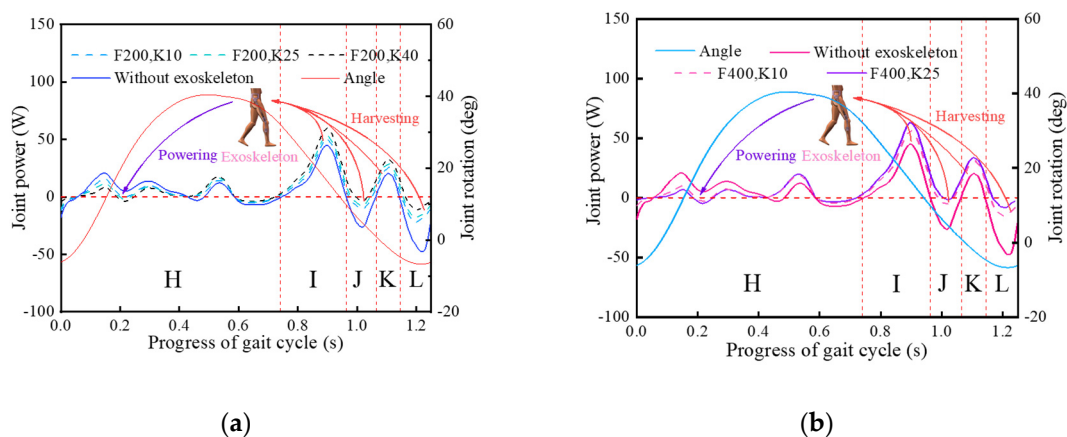 150
100
50
0
-50
-100
Joint power (W)
F200,K10
F200,K25
F200,K40
Without exoskeleton
Angle
Powering
Exoskeleton
Harvesting
H
I
J
K
L
60
40
20
0
-20
Joint rotation (deg)
0.0
0.2
0.4
0.6
0.8
1.0
1.2
Progress of gait cycle (s)
(a)
150
100
50
0
-50
-100
Joint power (W)
Angle
Without exoskeleton
F400,K10
F400,K25
Powering
Exoskeleton
Harvesting
H
I
J
K
L
60
40
20
0
-20
Joint rotation (deg)
0.0
0.2
0.4
0.6
0.8
1.0
1.2
Progress of gait cycle (s)
(b)